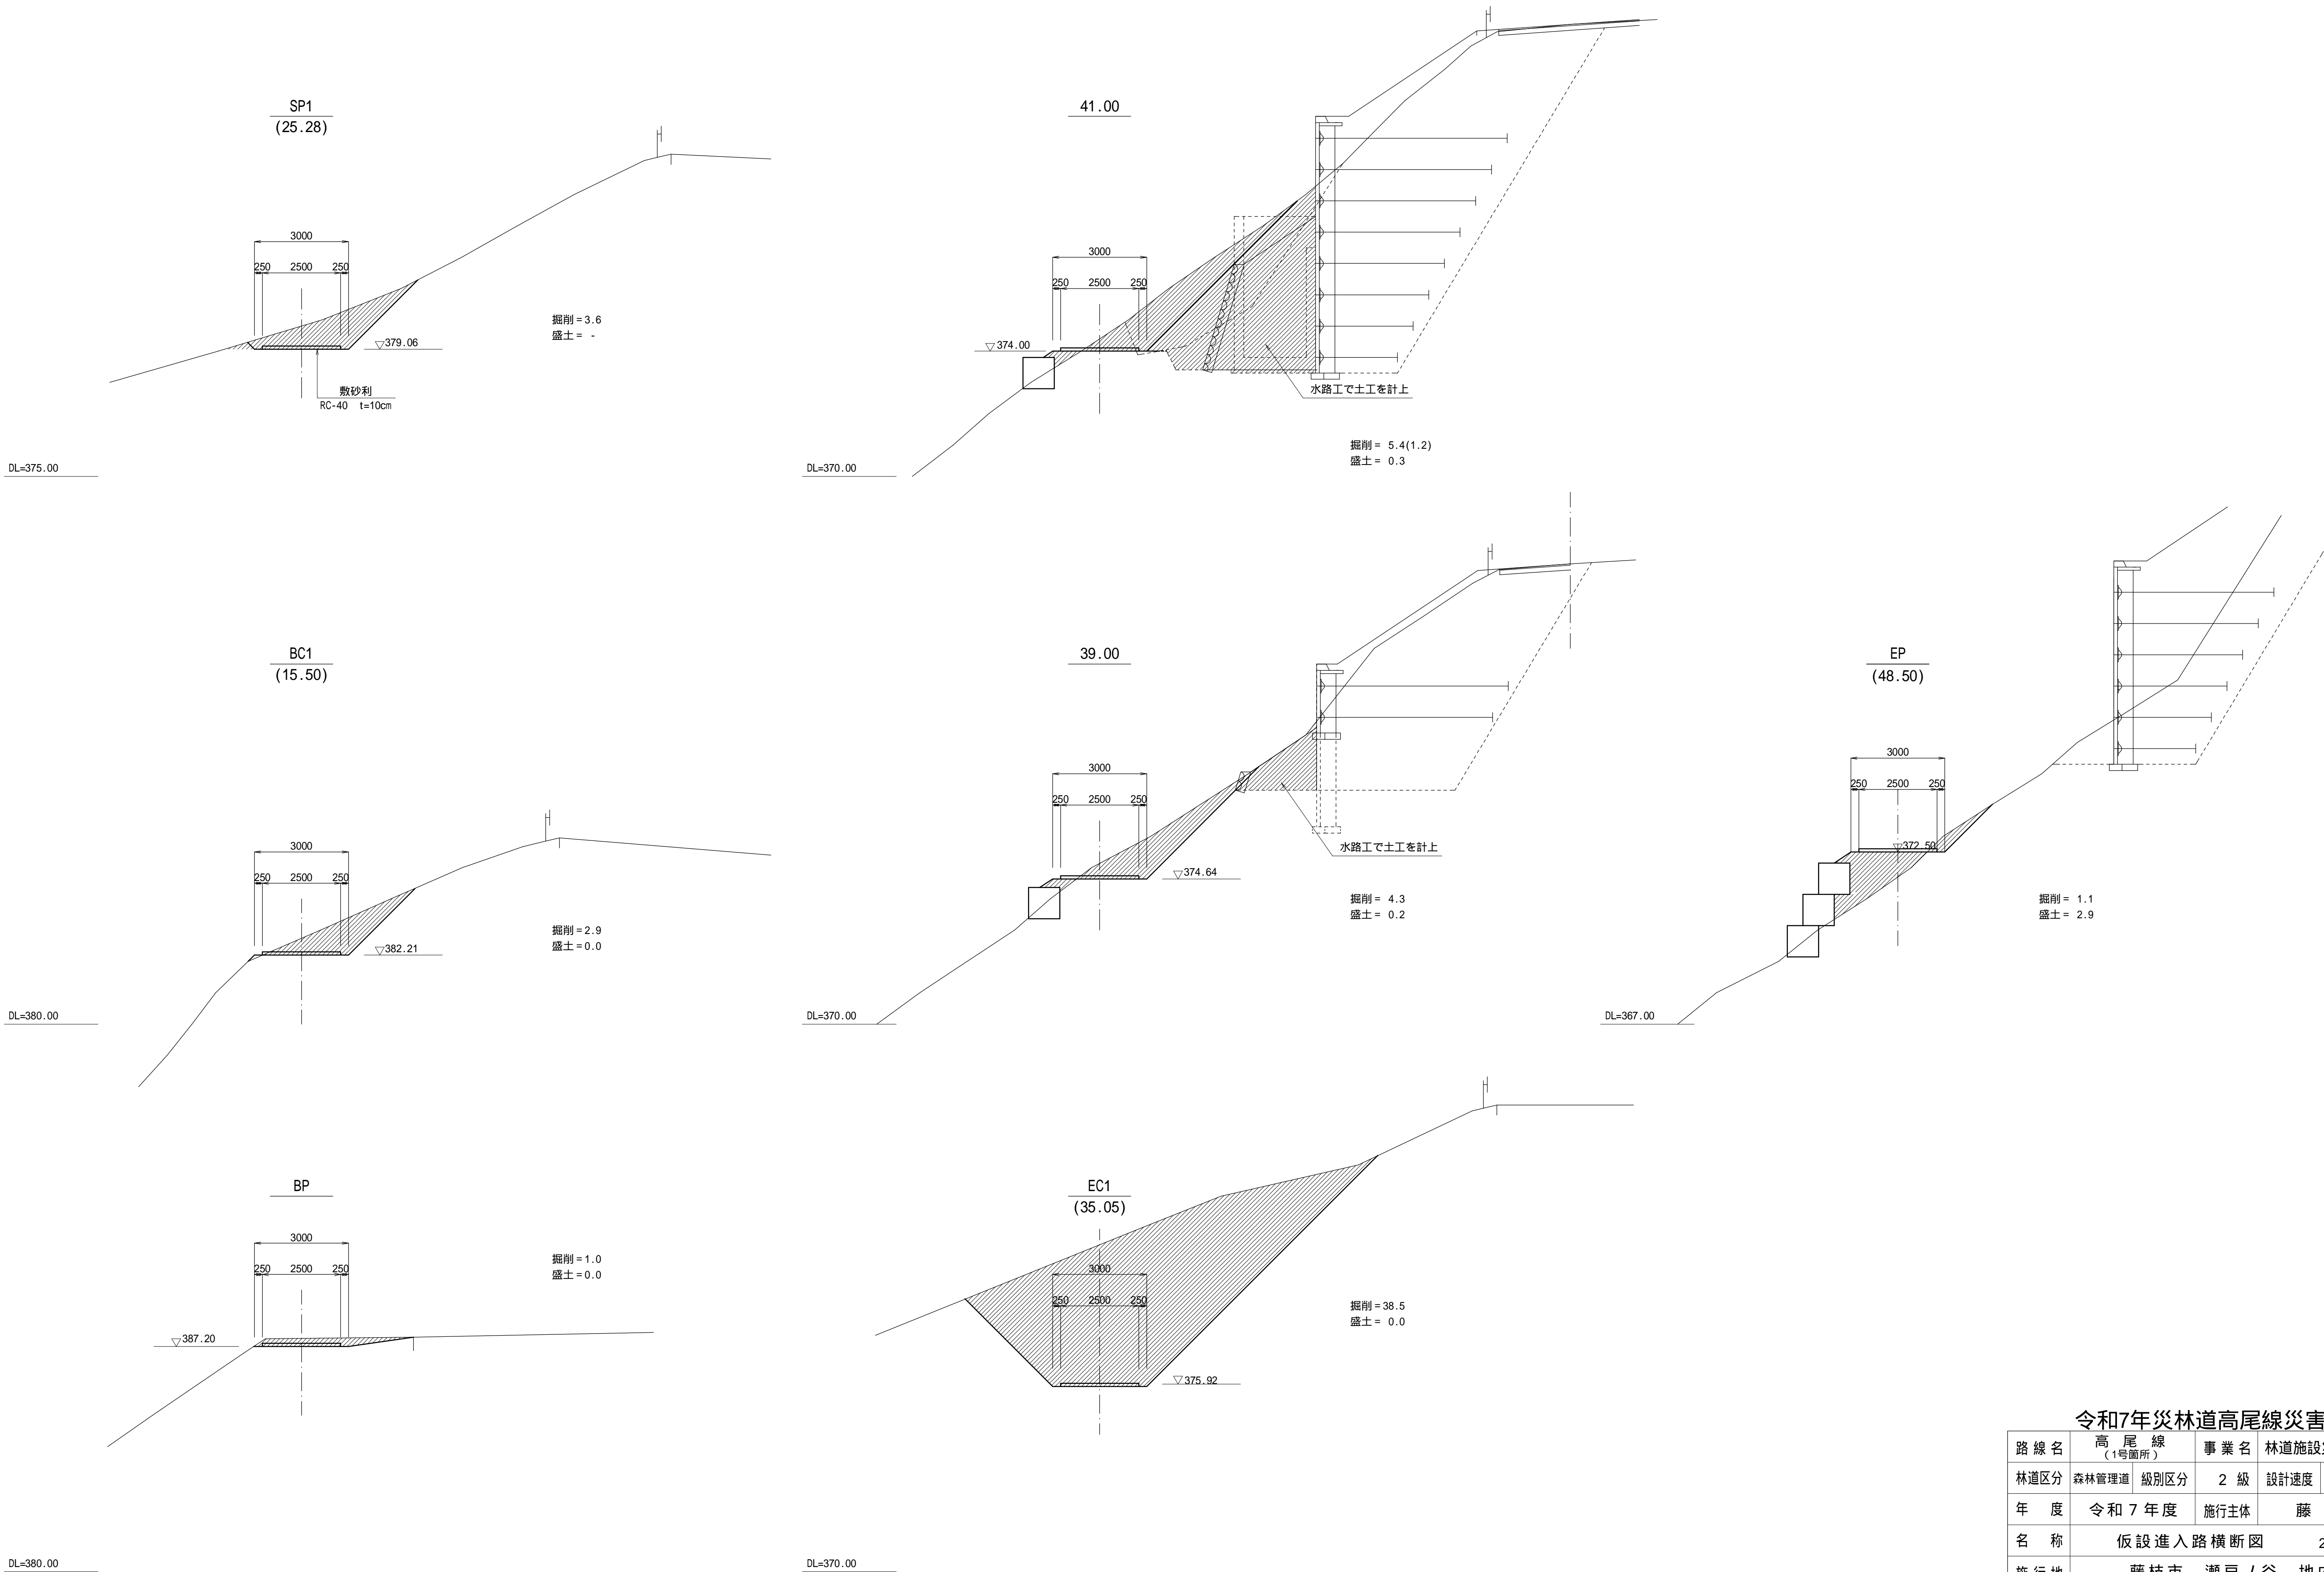 SP1
(25.28)
3000
250 2500 250
▽379.06
敷砂利
RC-40 t=10cm
掘削=3.6
盛土= -
DL=375.00
41.00
3000
250 2500 250
▽374.00
水路工で土工を計上
掘削= 5.4(1.2)
盛土= 0.3
DL=370.00
BC1
(15.50)
3000
250 2500 250
▽382.21
掘削=2.9
盛土=0.0
DL=380.00
39.00
3000
250 2500 250
▽374.64
水路工で土工を計上
掘削= 4.3
盛土= 0.2
DL=370.00
EP
(48.50)
3000
250 2500 250
▽372.50
掘削= 1.1
盛土= 2.9
DL=367.00
BP
3000
250 2500 250
▽387.20
掘削=1.0
盛土=0.0
DL=380.00
EC1
(35.05)
3000
250 2500 250
▽375.92
掘削=38.5
盛土= 0.0
DL=370.00
令和7年災林道高尾線災害
路線名 高尾線 事業名 林道施設
(1号箇所)
林道区分 森林管理道 級別区分 2 級 設計速度
年 度 令和7年度 施行主体 藤
名 称 仮設進入路横断図